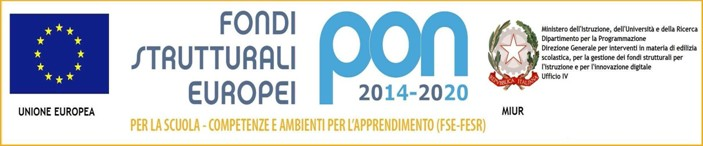 UNIONE EUROPEA
FONDI
STRUTTURALI
EUROPEI
pon
2014-2020
PER LA SCUOLA - COMPETENZE E AMBIENTI PER L'APPRENDIMENTO (FSE-FESR)
MIUR
Ministero dell'Istruzione, dell'Università e della Ricerca
Dipartimento per la Programmazione
Direzione Generale per interventi in materia di edilizia
scolastica, per la gestione dei fondi strutturali per
l'istruzione e per l'innovazione digitale
Ufficio IV